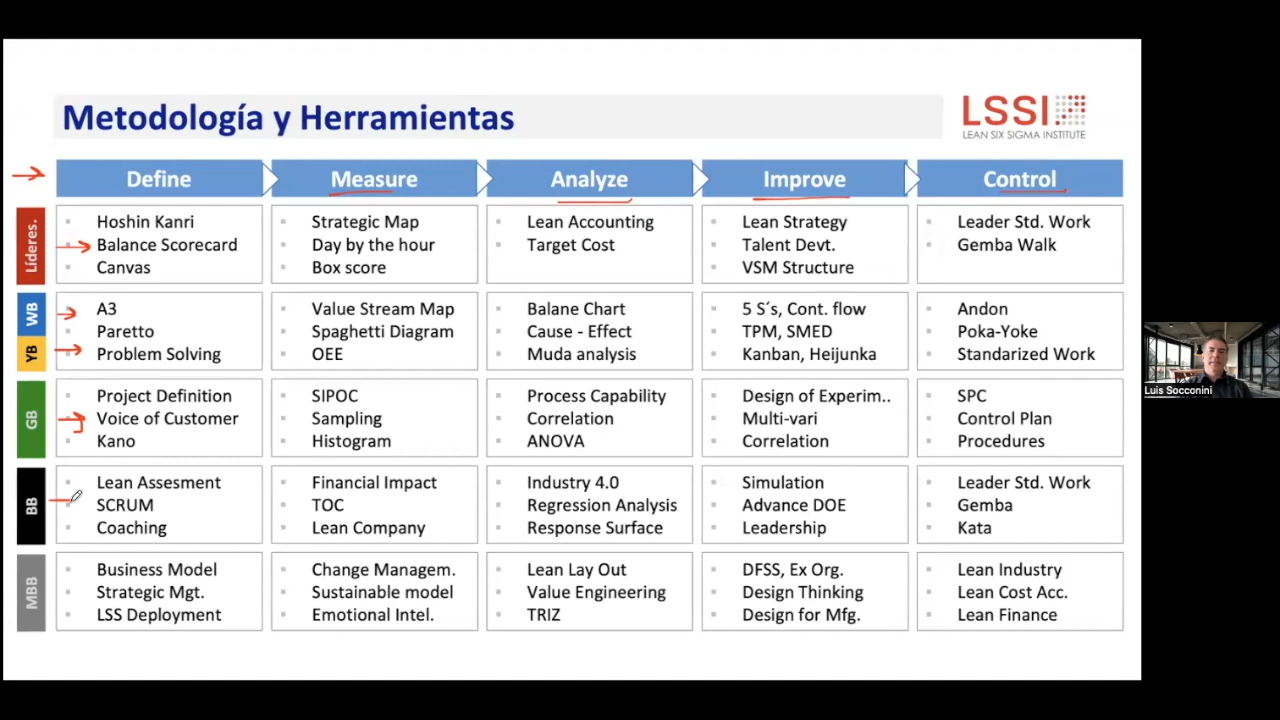 Metodología y Herramientas
LSSI
LEAN SIX SIGMA INSTITUTE
Define
Measure
Analyze
Improve
Control
Líderes.
Hoshin Kanri
Balance Scorecard
Canvas
Strategic Map
Day by the hour
Box score
Lean Accounting
Target Cost
Lean Strategy
Talent Devt.
VSM Structure
Leader Std. Work
Gemba Walk
WB
YB
A3
Paretto
Problem Solving
Value Stream Map
Spaghetti Diagram
OEE
Balane Chart
Cause - Effect
Muda analysis
5 S´s, Cont. flow
TPM, SMED
Kanban, Heijunka
Andon
Poka-Yoke
Standarized Work
GB
Project Definition
Voice of Customer
Kano
SIPOC
Sampling
Histogram
Process Capability
Correlation
ANOVA
Design of Experim..
Multi-vari
Correlation
SPC
Control Plan
Procedures
BB
Lean Assesment
SCRUM
Coaching
Financial Impact
TOC
Lean Company
Industry 4.0
Regression Analysis
Response Surface
Simulation
Advance DOE
Leadership
Leader Std. Work
Gemba
Kata
MBB
Business Model
Strategic Mgt.
LSS Deployment
Change Managem.
Sustainable model
Emotional Intel.
Lean Lay Out
Value Engineering
TRIZ
DFSS, Ex Org.
Design Thinking
Design for Mfg.
Lean Industry
Lean Cost Acc.
Lean Finance
Luis Socconini